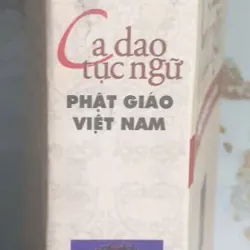 Ca dao
tục ngữ
PHẬT GIÁO
VIỆT NAM